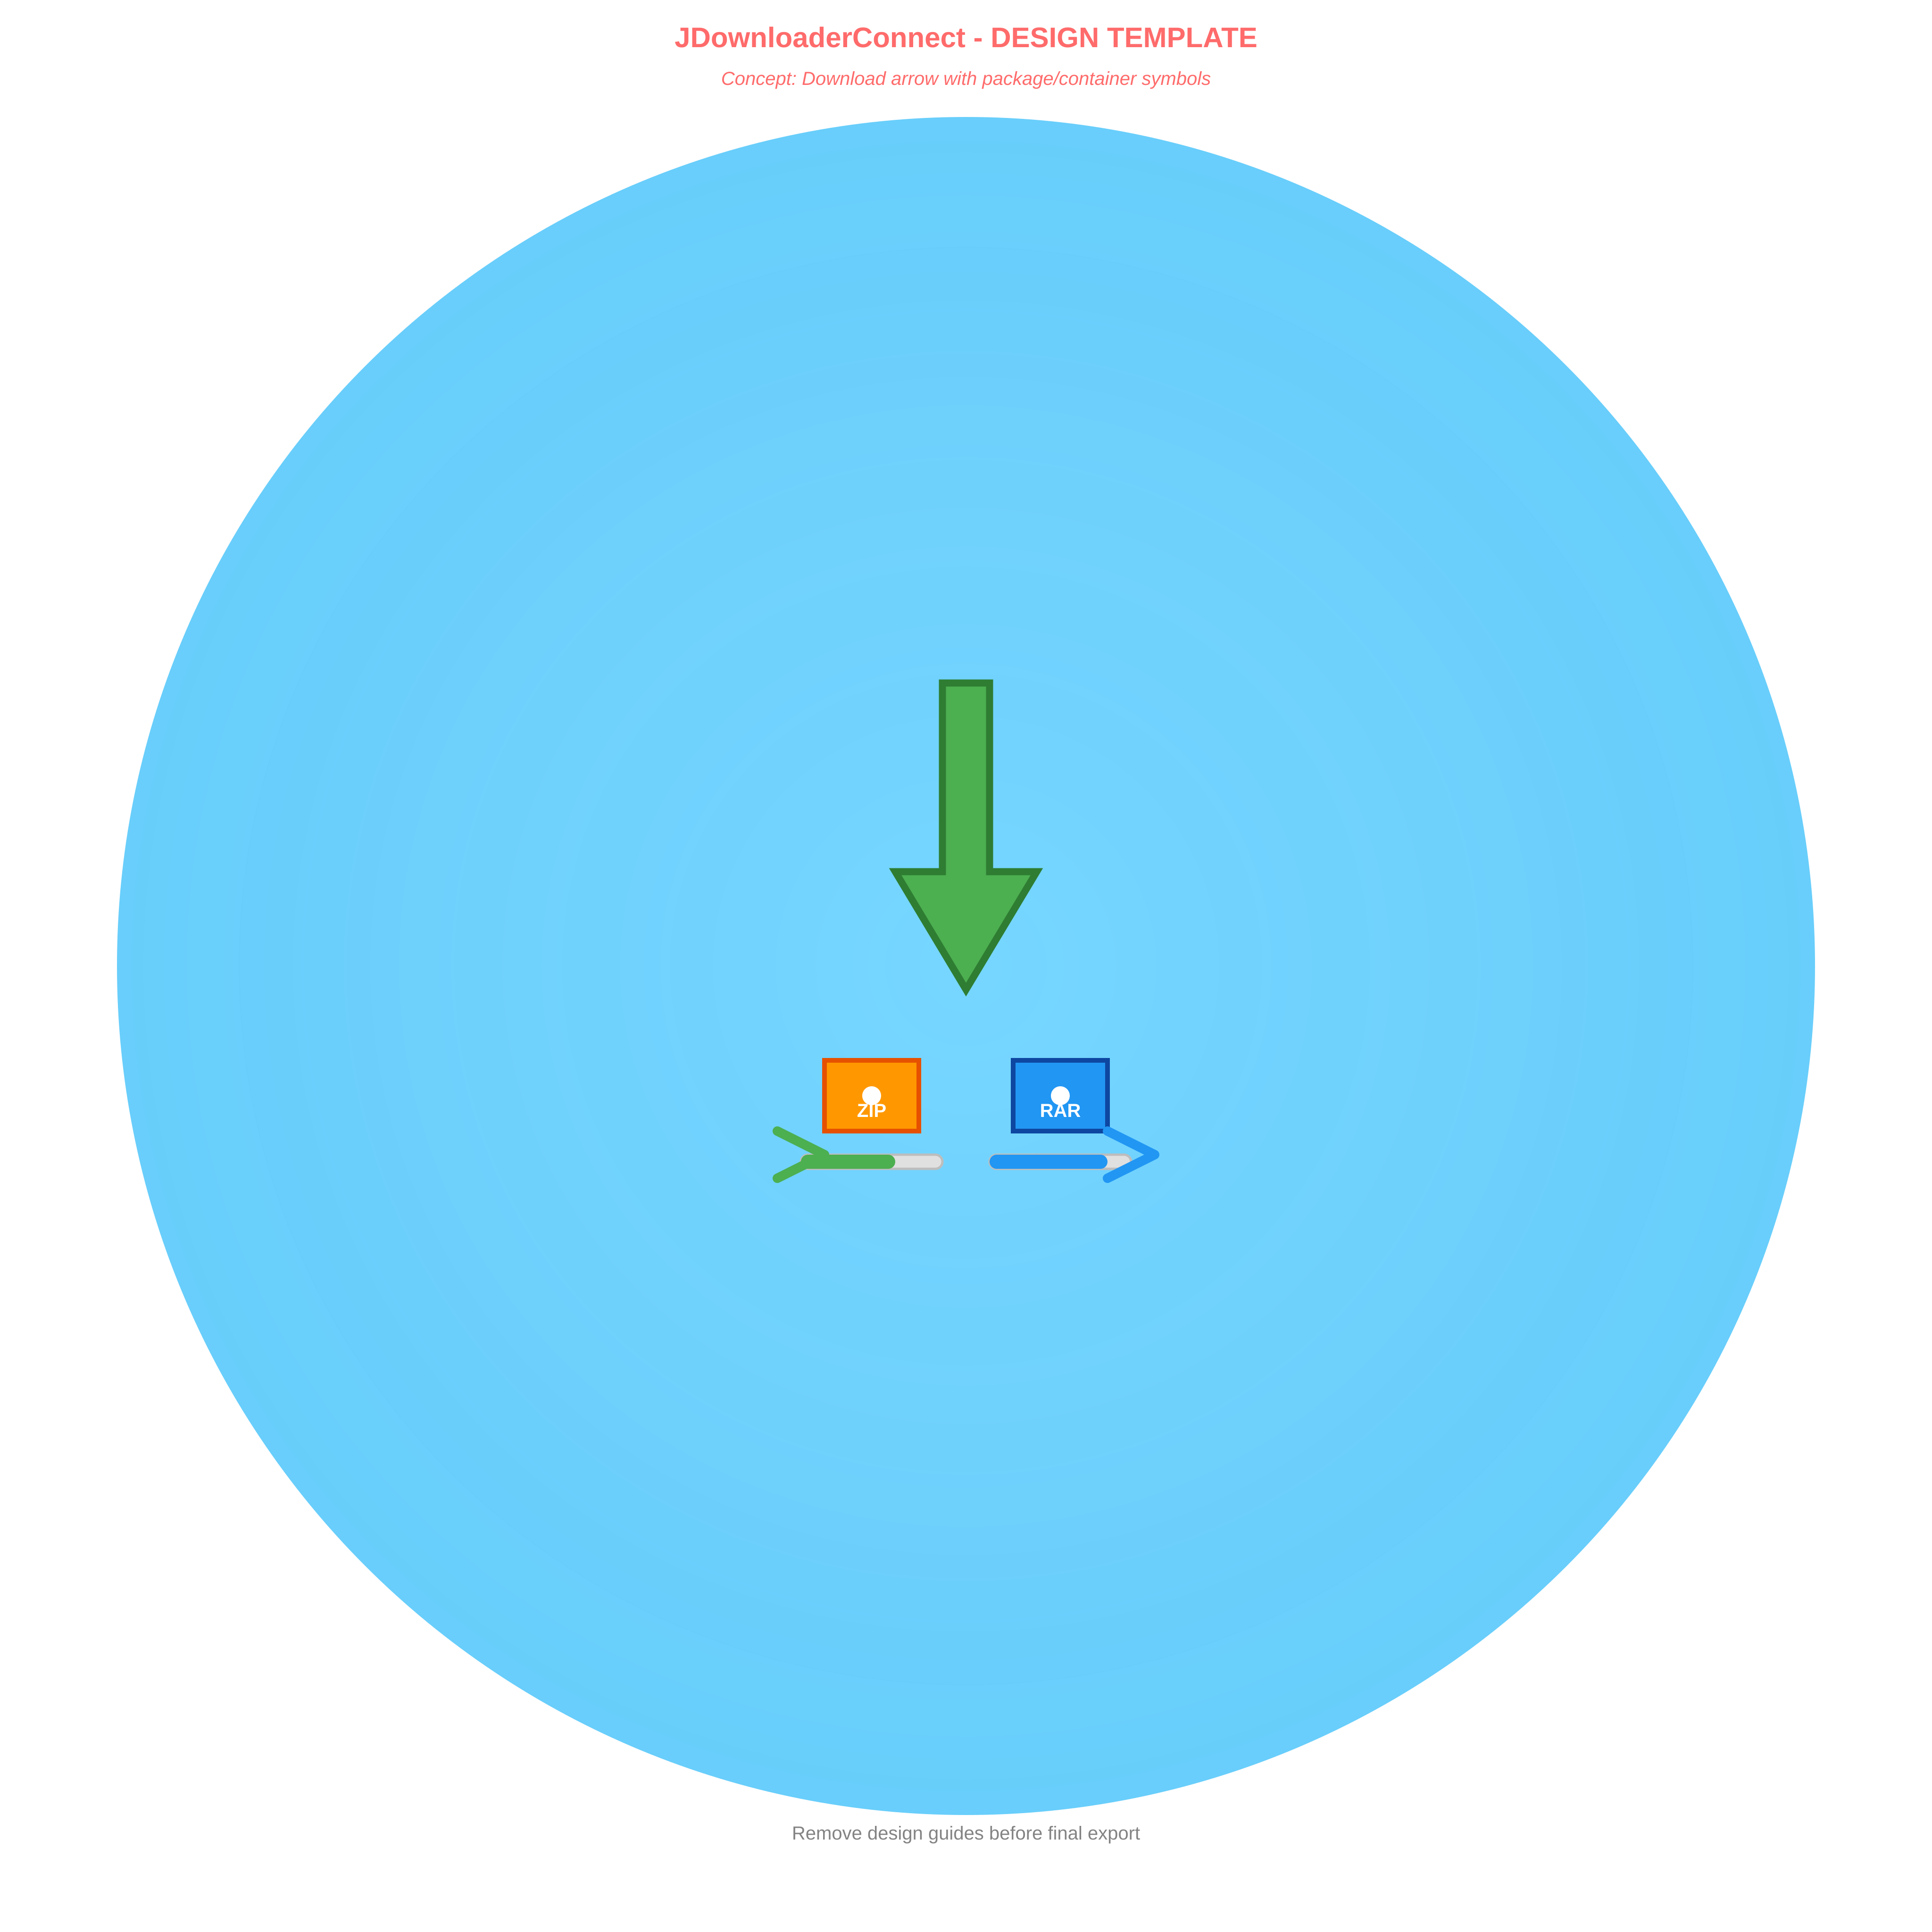 JDownloaderConnect - DESIGN TEMPLATE
Concept: Download arrow with package/container symbols
ZIP
RAR
Remove design guides before final export